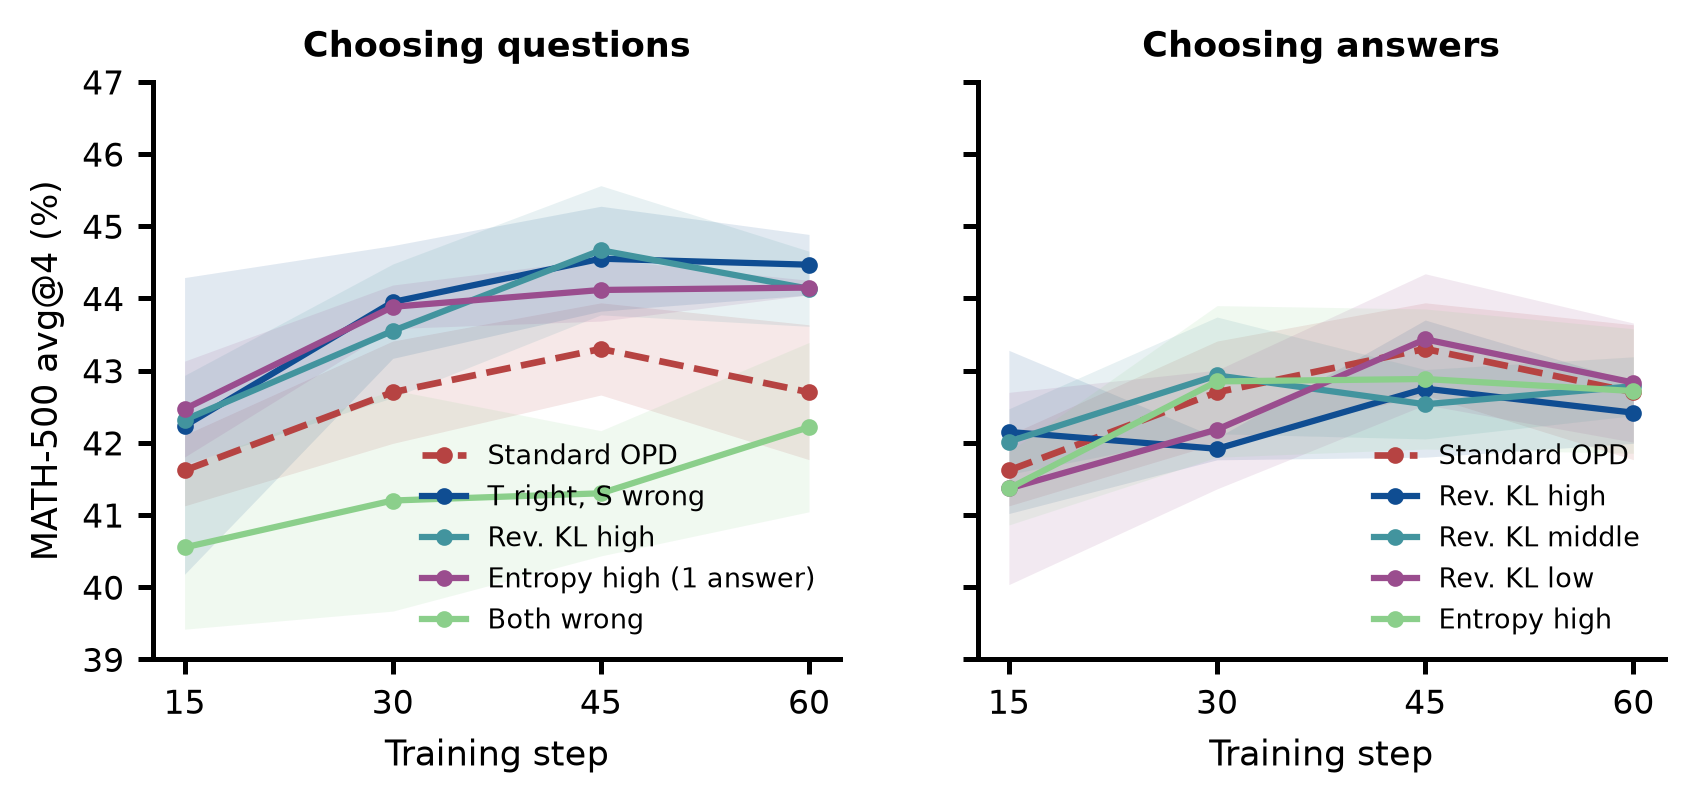 Choosing questions
Choosing answers
MATH-500 avg@4 (%)
47
46
45
44
43
42
41
40
39
Standard OPD
T right, S wrong
Rev. KL high
Entropy high (1 answer)
Both wrong
15 30 45 60
Training step
Standard OPD
Rev. KL high
Rev. KL middle
Rev. KL low
Entropy high
15 30 45 60
Training step